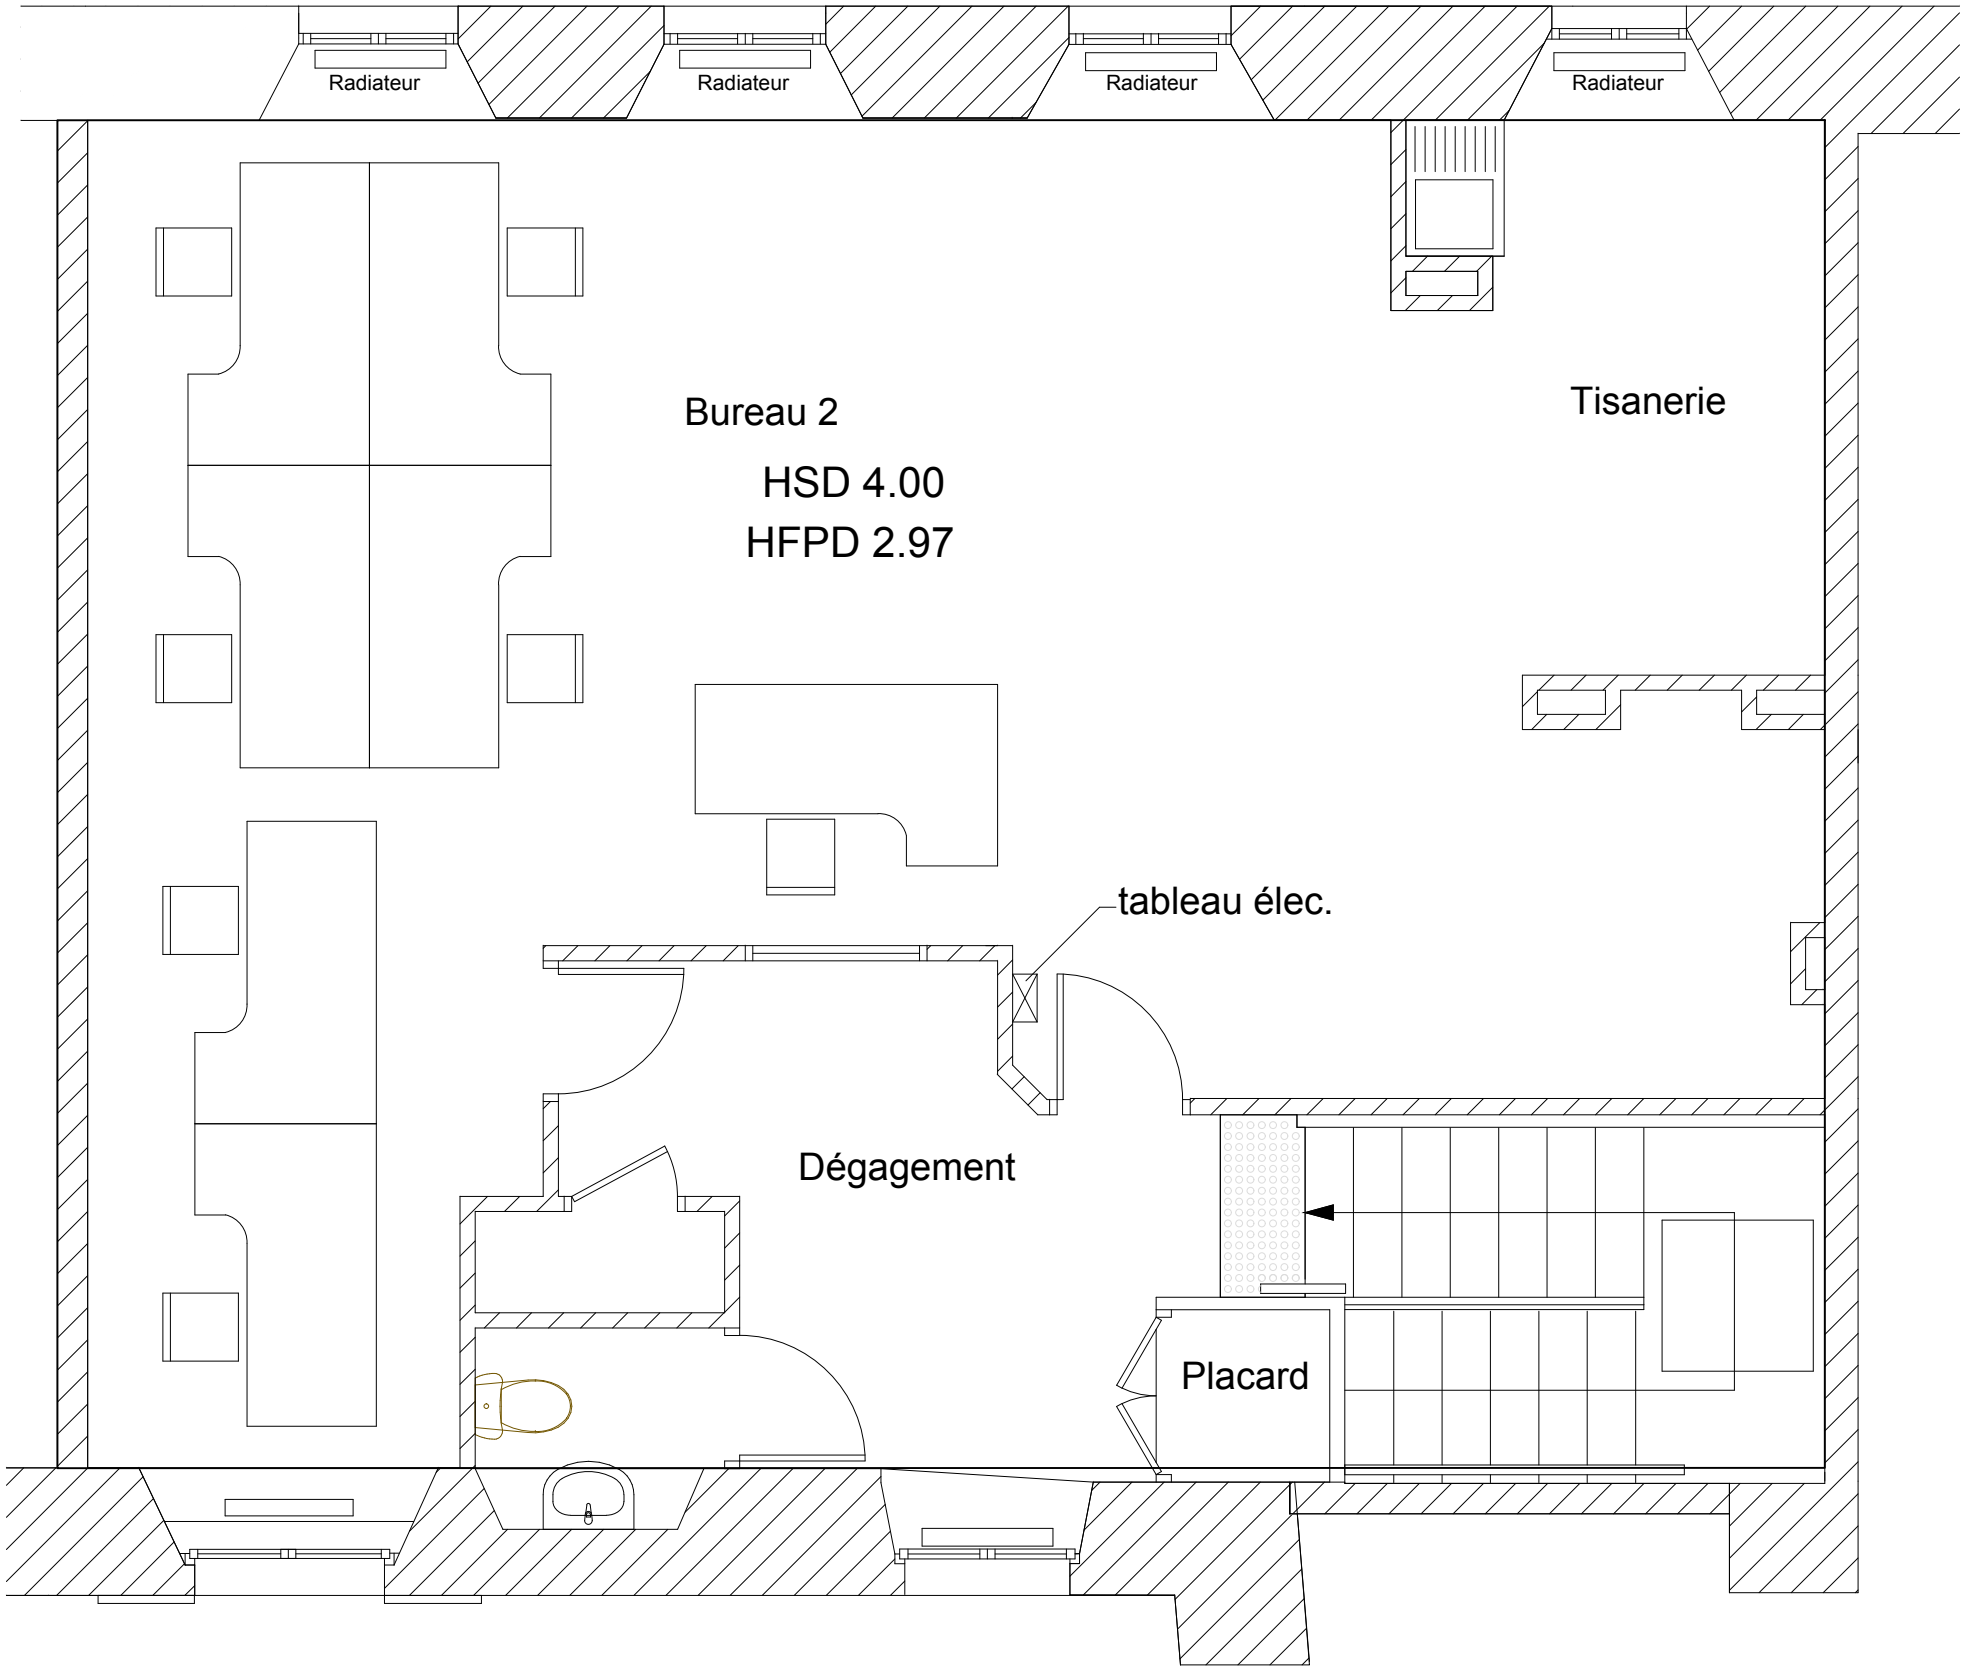 Radiateur
Radiateur
Radiateur
Radiateur
Tisanerie
Bureau 2
HSD 4.00
HFPD 2.97
tableau élec.
Dégagement
Placard